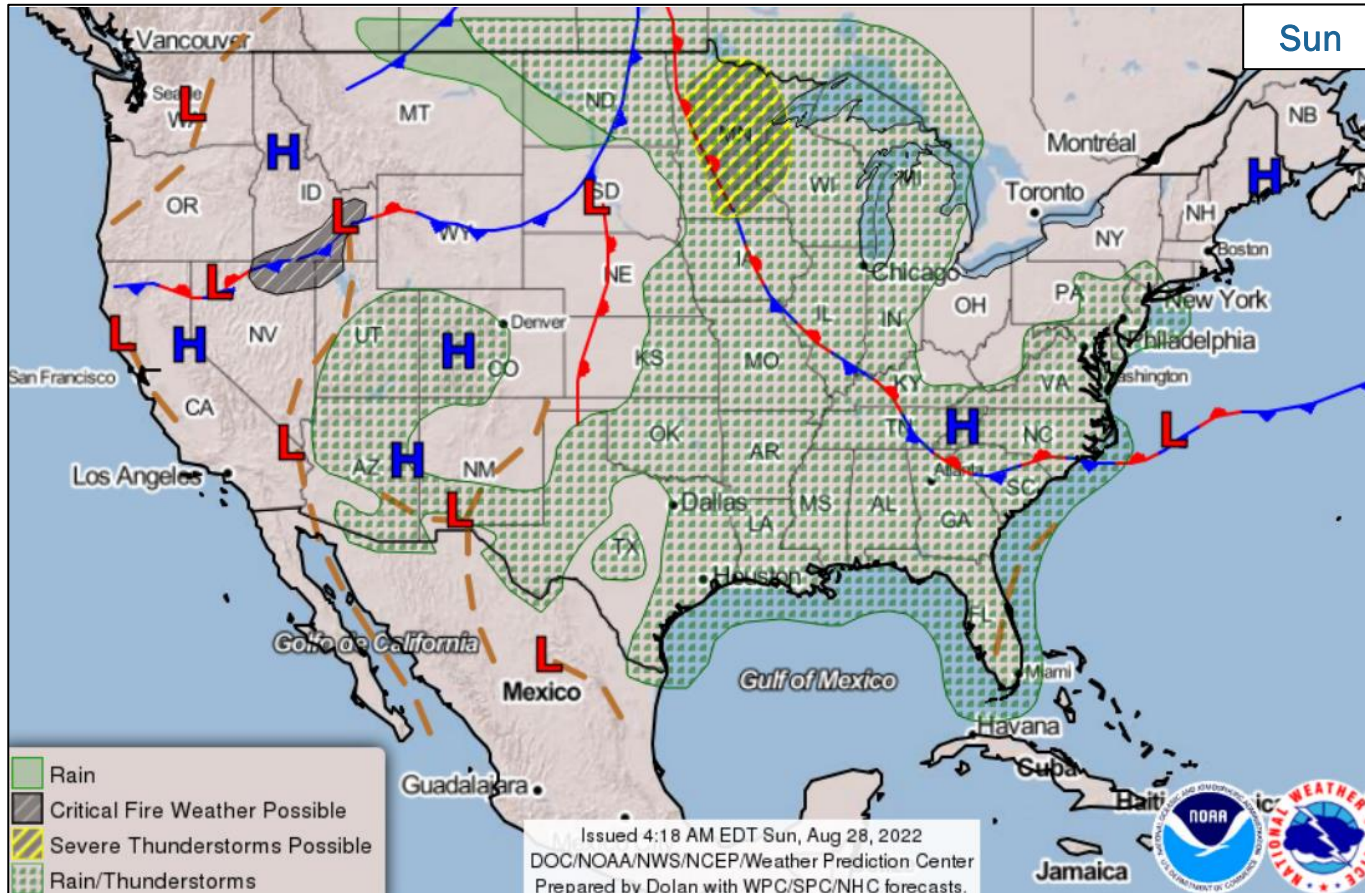 Sun
Vancouver
NB
Seattle
WA
MT
ND
MN
Montréal
WI
MI
Toronto
OR
ID
SD
NH
WY
NY
Boston
NE
IA
Chicago
PA
New York
OH
Denver
NV
UT
IL
IN
Philadelphia
CO
KS
MO
San Francisco
KY
VA
Washington
CA
TN
NC
OK
AR
Los Angeles
AZ
NM
Atlanta
SC
Dallas
MS
AL
GA
LA
TX
Houston
FL
Golfo de California
Mexico
Gulf of Mexico
Miami
Havana
Cuba
Guadalajara
Haiti
Jamaica
Rain
Critical Fire Weather Possible
Severe Thunderstorms Possible
Rain/Thunderstorms
Issued 4:18 AM EDT Sun, Aug 28, 2022
DOC/NOAA/NWS/NCEP/Weather Prediction Center
Prepared by Dolan with WPC/SPC/NHC forecasts.
NOAA
L
H
H
L
L
L
L
H
L
H
H
L
H
L
L
H
L